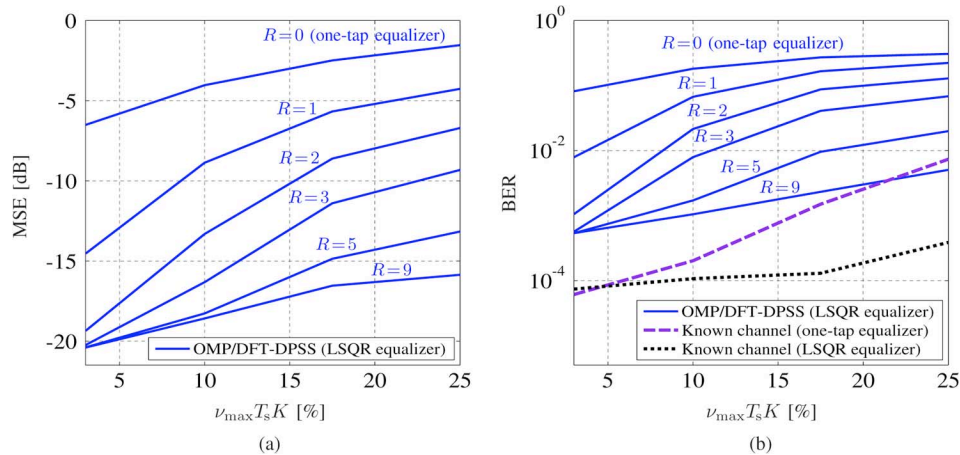 0
-5
-10
-15
-20
MSE [dB]
R=0 (one-tap equalizer)
R=1
R=2
R=3
R=5
R=9
OMP/DFT-DPSS (LSQR equalizer)
5 10 15 20 25
ν_max T_s K [%]
(a)
10^0
10^-2
10^-4
BER
R=0 (one-tap equalizer)
R=1
R=2
R=3
R=5
R=9
OMP/DFT-DPSS (LSQR equalizer)
Known channel (one-tap equalizer)
Known channel (LSQR equalizer)
5 10 15 20 25
ν_max T_s K [%]
(b)